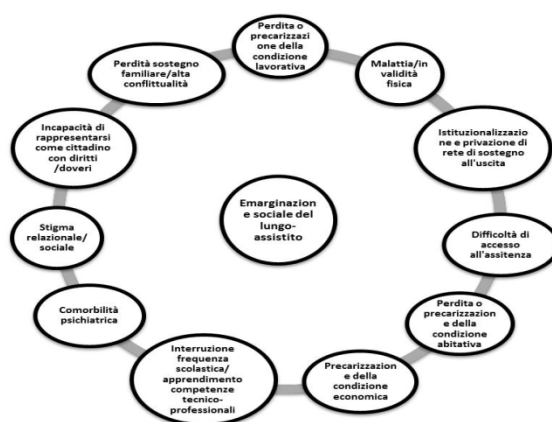 Perdita o
precarizzazi
one della
condizione
lavorativa
Malattia/in
validità
fisica
Istituzionalizzazio
ne e privazione di
rete di sostegno
all'uscita
Difficoltà di
accesso
all'assitenza
Perdita o
precarizzazion
e della
condizione
abitativa
Precarizzazion
e della
condizione
economica
Interruzione
frequenza
scolastica/
apprendimento
competenze
tecnico-
professionali
Comorbilità
psichiatrica
Stigma
relazionale/
sociale
Incapacità di
rappresentarsi
come cittadino
con diritti
/doveri
Perdità sostegno
familiare/alta
conflittualità
Emarginazion
e sociale del
lungo-
assistito